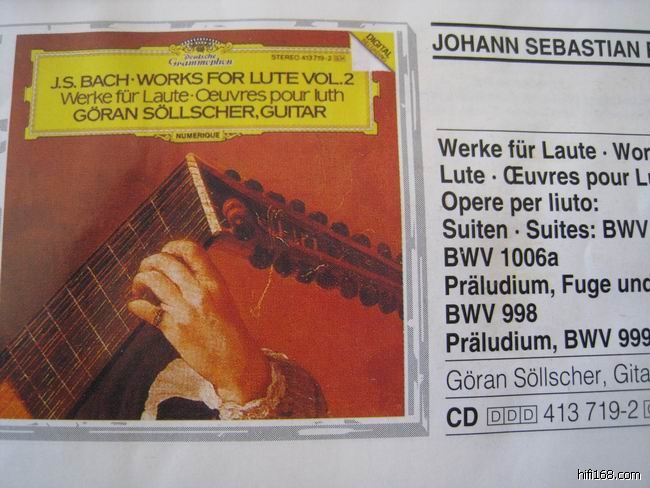 Deutsche
Grammophon
STEREO 413 719-2
DIGITAL
J.S. BACH · WORKS FOR LUTE VOL.2
Werke für Laute · Œuvres pour luth
GÖRAN SÖLLSCHER, GUITAR
NUMERIQUE
JOHANN SEBASTIAN
Werke für Laute · Wor
Lute · Œuvres pour Lu
Opere per liuto:
Suiten · Suites: BWV
BWV 1006a
Präludium, Fuge und
BWV 998
Präludium, BWV 999
Göran Söllscher, Gita
CD DDD 413 719-2
hifi168.com